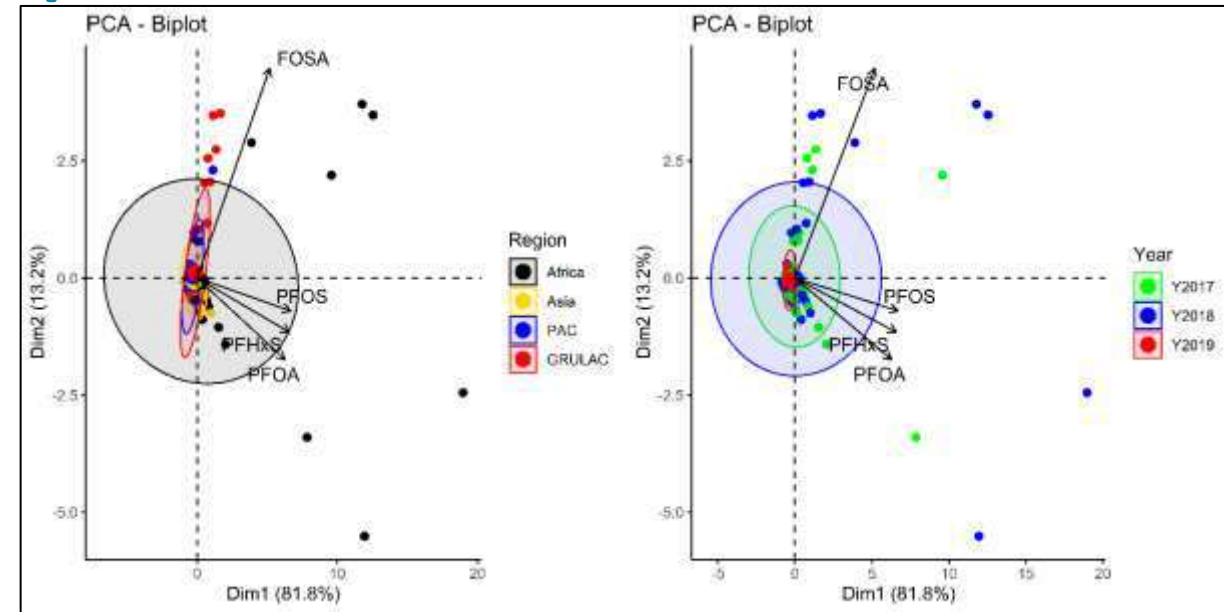 PCA - Biplot
FOSA
2.5
0.0
-2.5
-5.0
Dim2 (13.2%)
PFOS
PFHxS
PFOA
0
10
20
Dim1 (81.8%)
Region
Africa
Asia
PAC
GRULAC
PCA - Biplot
FOSA
2.5
0.0
-2.5
-5.0
Dim2 (13.2%)
PFOS
PFHxS
PFOA
-5
0
5
10
15
20
Dim1 (81.8%)
Year
Y2017
Y2018
Y2019